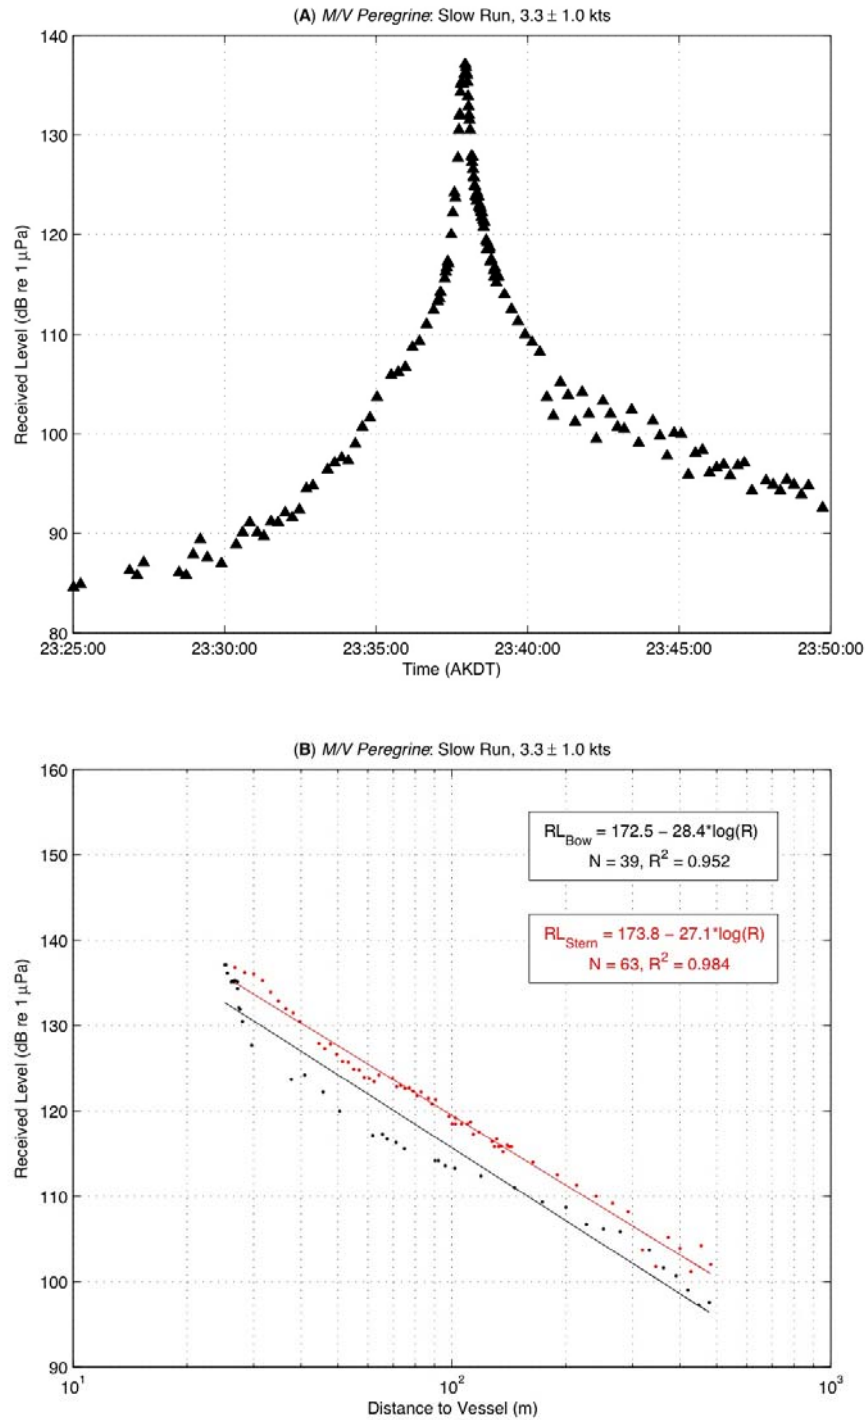 (A) M/V Peregrine: Slow Run, 3.3 ± 1.0 kts
140
130
120
110
100
90
80
Received Level (dB re 1 μPa)
23:25:00 23:30:00 23:35:00 23:40:00 23:45:00 23:50:00
Time (AKDT)
(B) M/V Peregrine: Slow Run, 3.3 ± 1.0 kts
160
150
140
130
120
110
100
90
Received Level (dB re 1 μPa)
RL_Bow = 172.5 − 28.4*log(R)
N = 39, R² = 0.952
RL_Stern = 173.8 − 27.1*log(R)
N = 63, R² = 0.984
10¹ 10² 10³
Distance to Vessel (m)